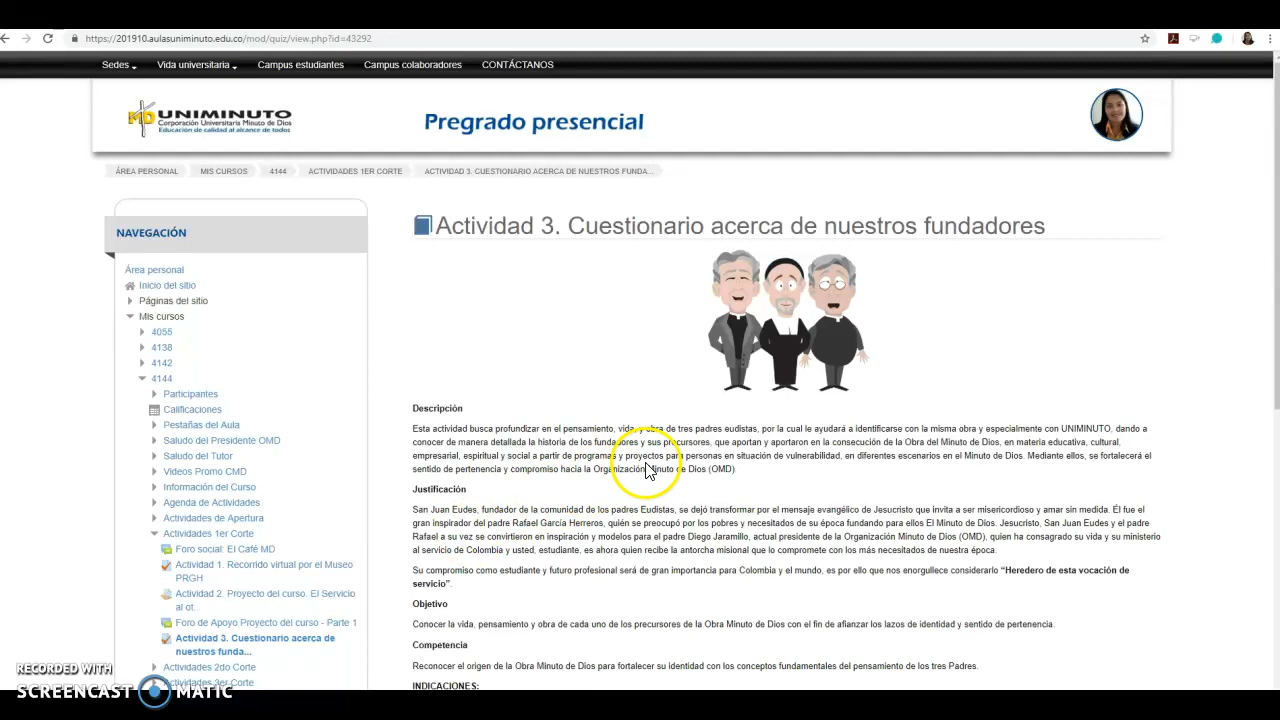 https://201910.aulasuniminuto.edu.co/mod/quiz/view.php?id=43292
Sedes Vida universitaria Campus estudiantes Campus colaboradores CONTÁCTANOS
UNIMINUTO
Corporación Universitaria Minuto de Dios
Educación de calidad al alcance de todos
Pregrado presencial
ÁREA PERSONAL MIS CURSOS 4144 ACTIVIDADES 1ER CORTE ACTIVIDAD 3. CUESTIONARIO ACERCA DE NUESTROS FUNDA...
NAVEGACIÓN
Área personal
Inicio del sitio
Páginas del sitio
Mis cursos
4055
4138
4142
4144
Participantes
Calificaciones
Pestañas del Aula
Saludo del Presidente OMD
Saludo del Tutor
Videos Promo CMD
Información del Curso
Agenda de Actividades
Actividades de Apertura
Actividades 1er Corte
Foro social: El Café MD
Actividad 1. Recorrido virtual por el Museo
PRGH
Actividad 2. Proyecto del curso. El Servicio
al ot...
Foro de Apoyo Proyecto del curso - Parte 1
Actividad 3. Cuestionario acerca de
nuestros funda...
Actividades 2do Corte
Actividades 3er Corte
Actividad 3. Cuestionario acerca de nuestros fundadores
Descripción
Esta actividad busca profundizar en el pensamiento, vida y obra de tres padres eudistas, por la cual le ayudará a identificarse con la misma obra y especialmente con UNIMINUTO, dando a
conocer de manera detallada la historia de los fundadores y sus precursores, que aportan y aportaron en la consecución de la Obra del Minuto de Dios, en materia educativa, cultural,
empresarial, espiritual y social a partir de programas y proyectos para personas en situación de vulnerabilidad, en diferentes escenarios en el Minuto de Dios. Mediante ellos, se fortalecerá el
sentido de pertenencia y compromiso hacia la Organización Minuto de Dios (OMD)
Justificación
San Juan Eudes, fundador de la comunidad de los padres Eudistas, se dejó transformar por el mensaje evangélico de Jesucristo que invita a ser misericordioso y amar sin medida. Él fue el
gran inspirador del padre Rafael García Herreros, quién se preocupó por los pobres y necesitados de su época fundando para ellos El Minuto de Dios. Jesucristo, San Juan Eudes y el padre
Rafael a su vez se convirtieron en inspiración y modelos para el padre Diego Jaramillo, actual presidente de la Organización Minuto de Dios (OMD), quien ha consagrado su vida y su ministerio
al servicio de Colombia y usted, estudiante, es ahora quien recibe la antorcha misional que lo compromete con los más necesitados de nuestra época.
Su compromiso como estudiante y futuro profesional será de gran importancia para Colombia y el mundo, es por ello que nos enorgullece considerarlo “Heredero de esta vocación de
servicio”.
Objetivo
Conocer la vida, pensamiento y obra de cada uno de los precursores de la Obra Minuto de Dios con el fin de afianzar los lazos de identidad y sentido de pertenencia.
Competencia
Reconocer el origen de la Obra Minuto de Dios para fortalecer su identidad con los conceptos fundamentales del pensamiento de los tres Padres.
INDICACIONES:
RECORDED WITH
SCREENCAST MATIC